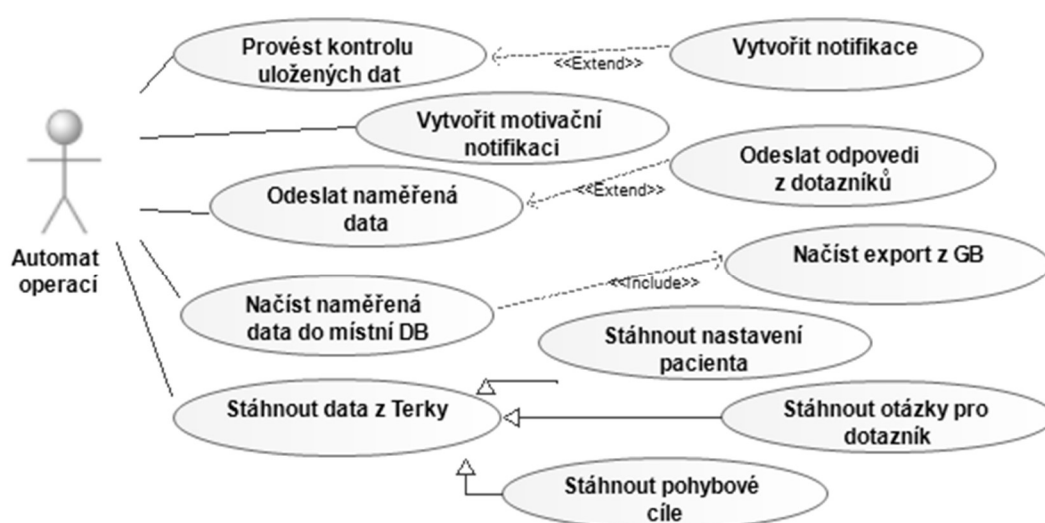 Provést kontrolu
uložených dat
<<Extend>>
Vytvořit notifikace
Vytvořit motivační
notifikaci
Odeslat naměřená
data
<<Extend>>
Odeslat odpovedi
z dotazníků
Automat
operací
Načíst naměřená
data do místní DB
<<Include>>
Načíst export z GB
Stáhnout nastavení
pacienta
Stáhnout data z Terky
Stáhnout otázky pro
dotazník
Stáhnout pohybové
cíle